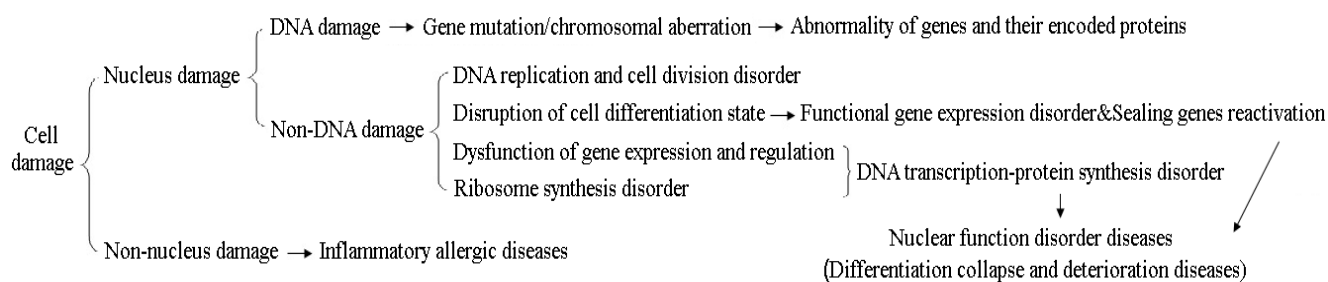 DNA damage → Gene mutation/chromosomal aberration → Abnormality of genes and their encoded proteins
Nucleus damage
DNA replication and cell division disorder
Disruption of cell differentiation state → Functional gene expression disorder&Sealing genes reactivation
Non-DNA damage
Cell
damage
Dysfunction of gene expression and regulation
DNA transcription-protein synthesis disorder
Ribosome synthesis disorder
Non-nucleus damage → Inflammatory allergic diseases
Nuclear function disorder diseases
(Differentiation collapse and deterioration diseases)